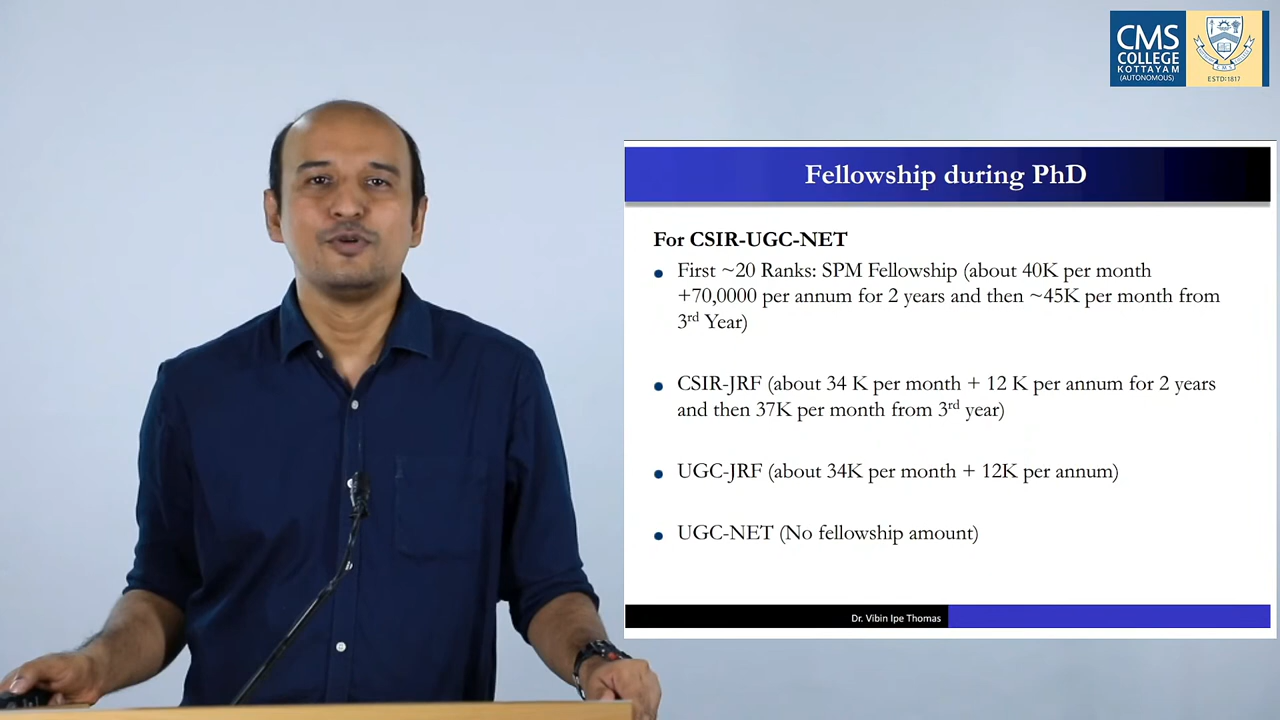 CMS
COLLEGE
KOTTAYAM
(AUTONOMOUS)
ESTD:1817
Fellowship during PhD
For CSIR-UGC-NET
First ~20 Ranks: SPM Fellowship (about 40K per month
+70,0000 per annum for 2 years and then ~45K per month from
3rd Year)
CSIR-JRF (about 34 K per month + 12 K per annum for 2 years
and then 37K per month from 3rd year)
UGC-JRF (about 34K per month + 12K per annum)
UGC-NET (No fellowship amount)
Dr. Vibin Ipe Thomas